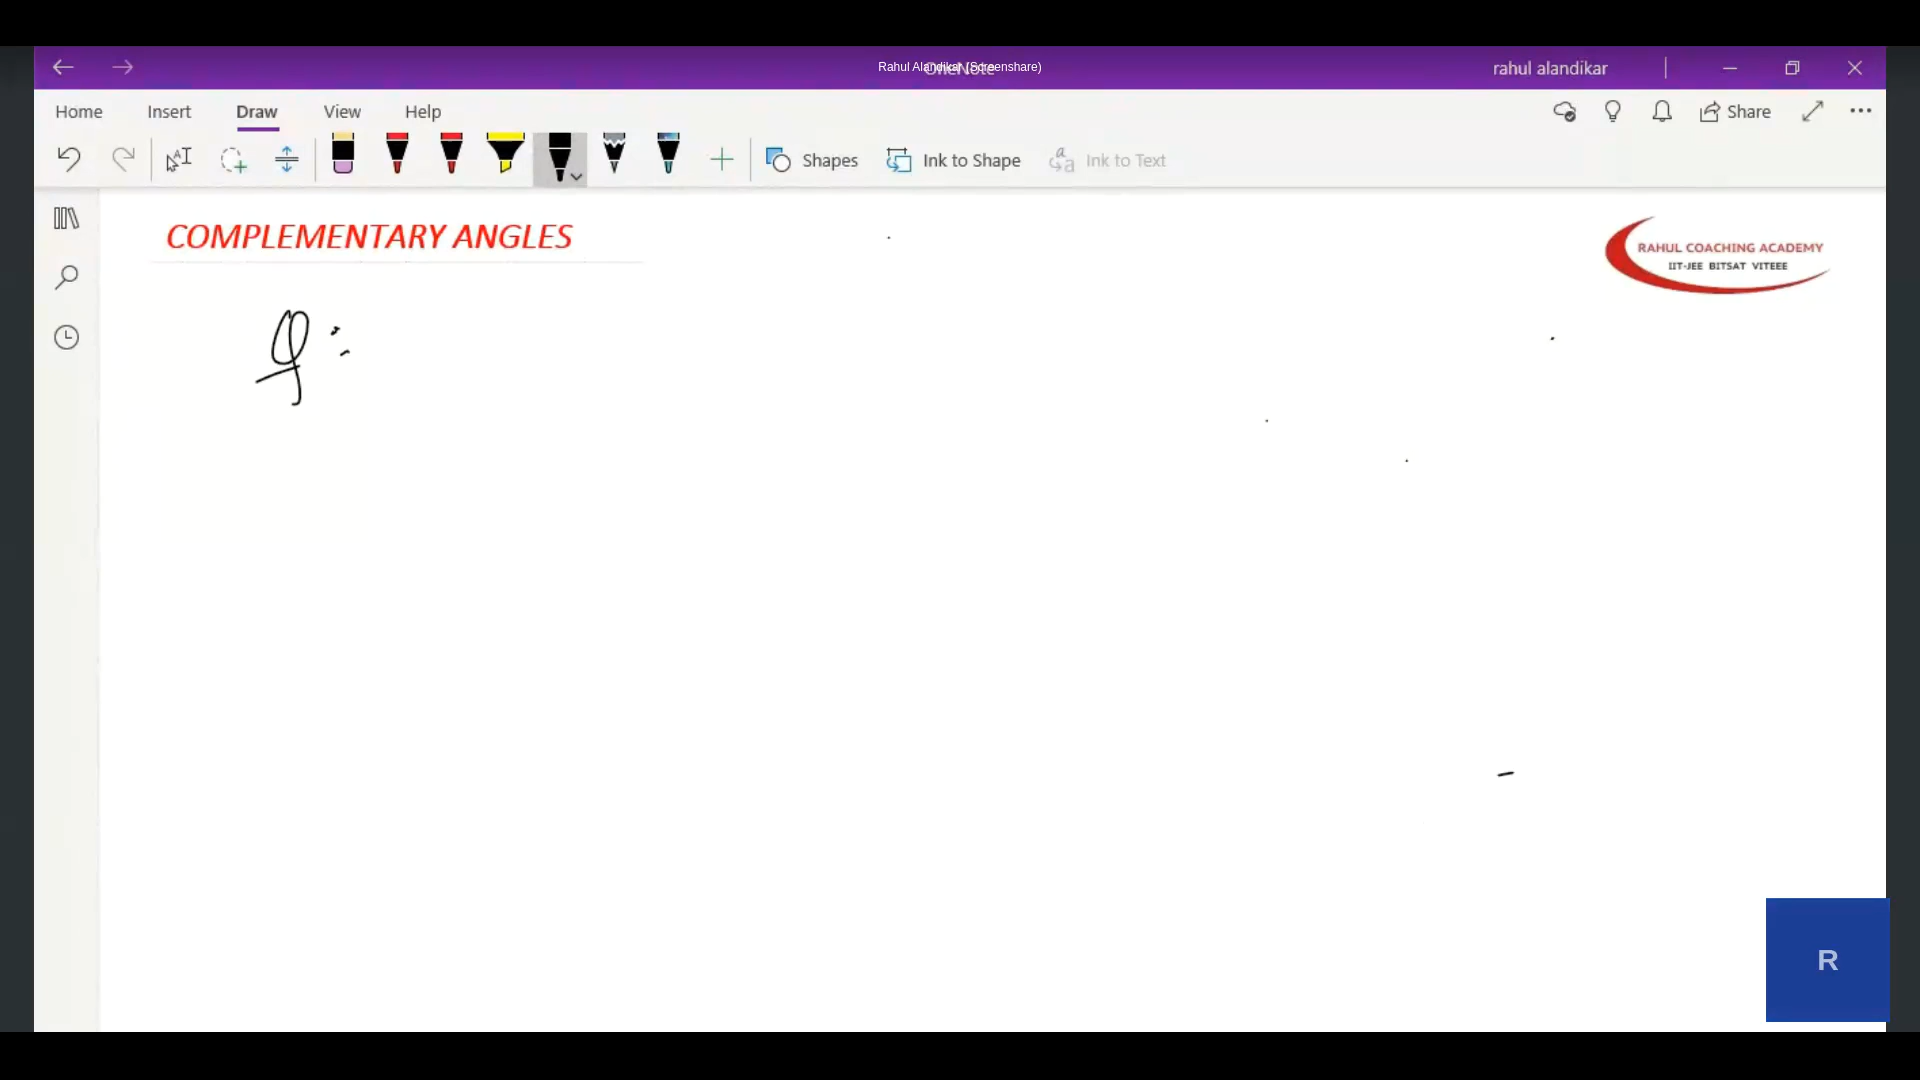 Rahul Alandikar (Screenshare)
rahul alandikar
Home Insert Draw View Help
Share
Shapes Ink to Shape Ink to Text
COMPLEMENTARY ANGLES
RAHUL COACHING ACADEMY
IIT-JEE BITSAT VITEEE
Q:
R